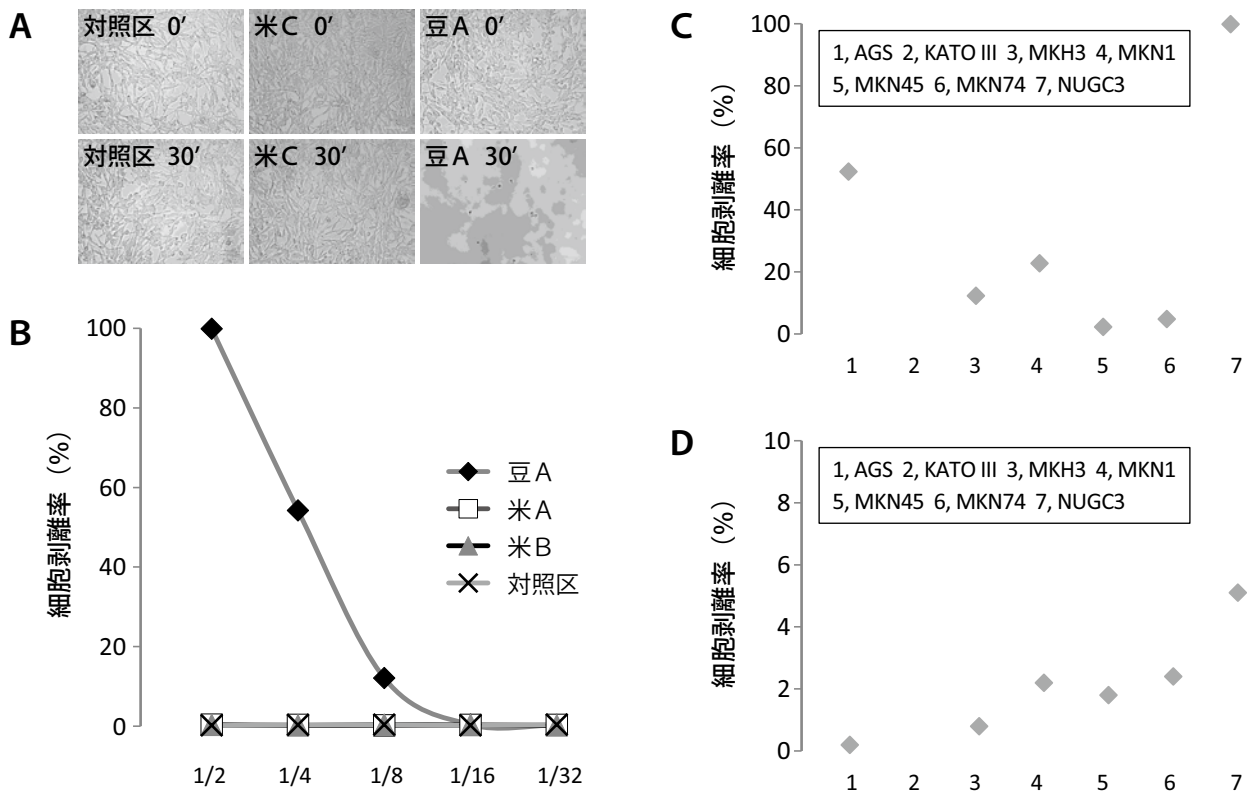 A
対照区 0′
米C 0′
豆A 0′
対照区 30′
米C 30′
豆A 30′
B
細胞剥離率（%）
100
80
60
40
20
0
1/2
1/4
1/8
1/16
1/32
豆A
米A
米B
対照区
C
細胞剥離率（%）
100
80
60
40
20
0
1, AGS 2, KATO III 3, MKH3 4, MKN1
5, MKN45 6, MKN74 7, NUGC3
1 2 3 4 5 6 7
D
細胞剥離率（%）
10
8
6
4
2
0
1, AGS 2, KATO III 3, MKH3 4, MKN1
5, MKN45 6, MKN74 7, NUGC3
1 2 3 4 5 6 7